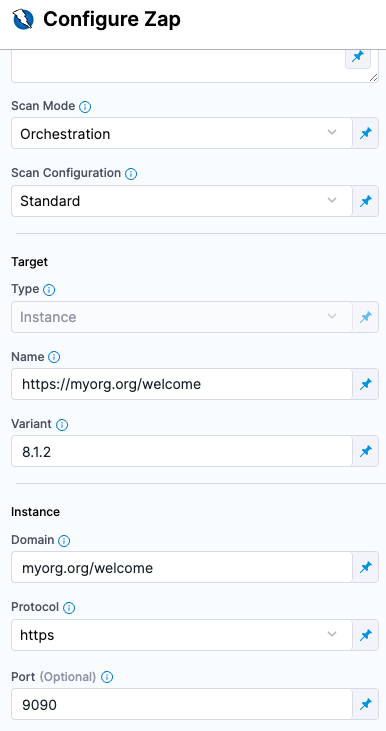 Configure Zap
Scan Mode
Orchestration
Scan Configuration
Standard
Target
Type
Instance
Name
https://myorg.org/welcome
Variant
8.1.2
Instance
Domain
myorg.org/welcome
Protocol
https
Port (Optional)
9090